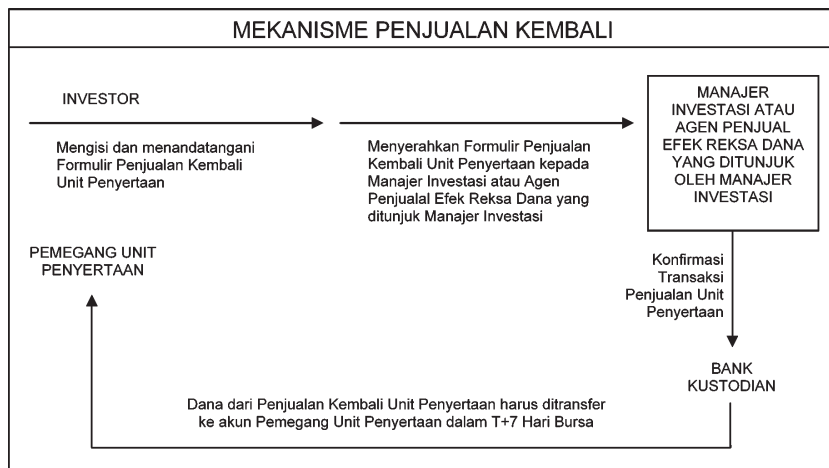 MEKANISME PENJUALAN KEMBALI
INVESTOR
Mengisi dan menandatangani
Formulir Penjualan Kembali
Unit Penyertaan
Menyerahkan Formulir Penjualan
Kembali Unit Penyertaan kepada
Manajer Investasi atau Agen
Penjualal Efek Reksa Dana yang
ditunjuk Manajer Investasi
MANAJER
INVESTASI ATAU
AGEN PENJUAL
EFEK REKSA DANA
YANG DITUNJUK
OLEH MANAJER
INVESTASI
PEMEGANG UNIT
PENYERTAAN
Konfirmasi
Transaksi
Penjualan Unit
Penyertaan
BANK
KUSTODIAN
Dana dari Penjualan Kembali Unit Penyertaan harus ditransfer
ke akun Pemegang Unit Penyertaan dalam T+7 Hari Bursa